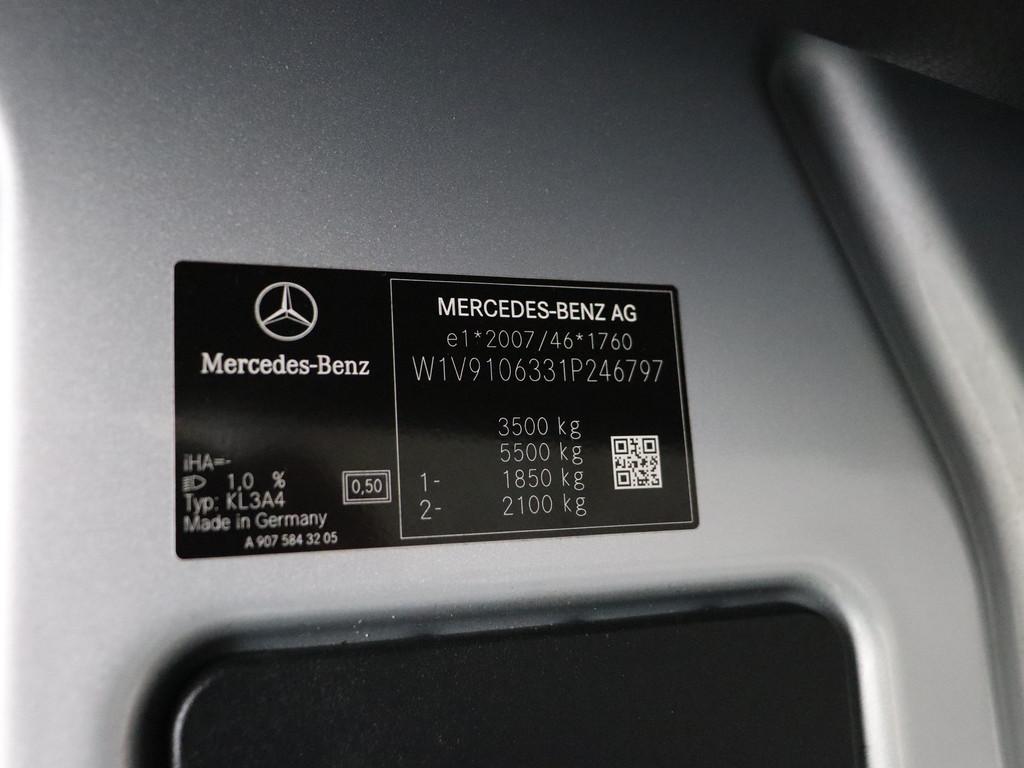 Mercedes-Benz
iHA=-
1,0 %
Typ: KL3A4
Made in Germany
A 907 584 32 05
0,50
MERCEDES-BENZ AG
e1*2007/46*1760
W1V9106331P246797
3500 kg
5500 kg
1- 1850 kg
2- 2100 kg